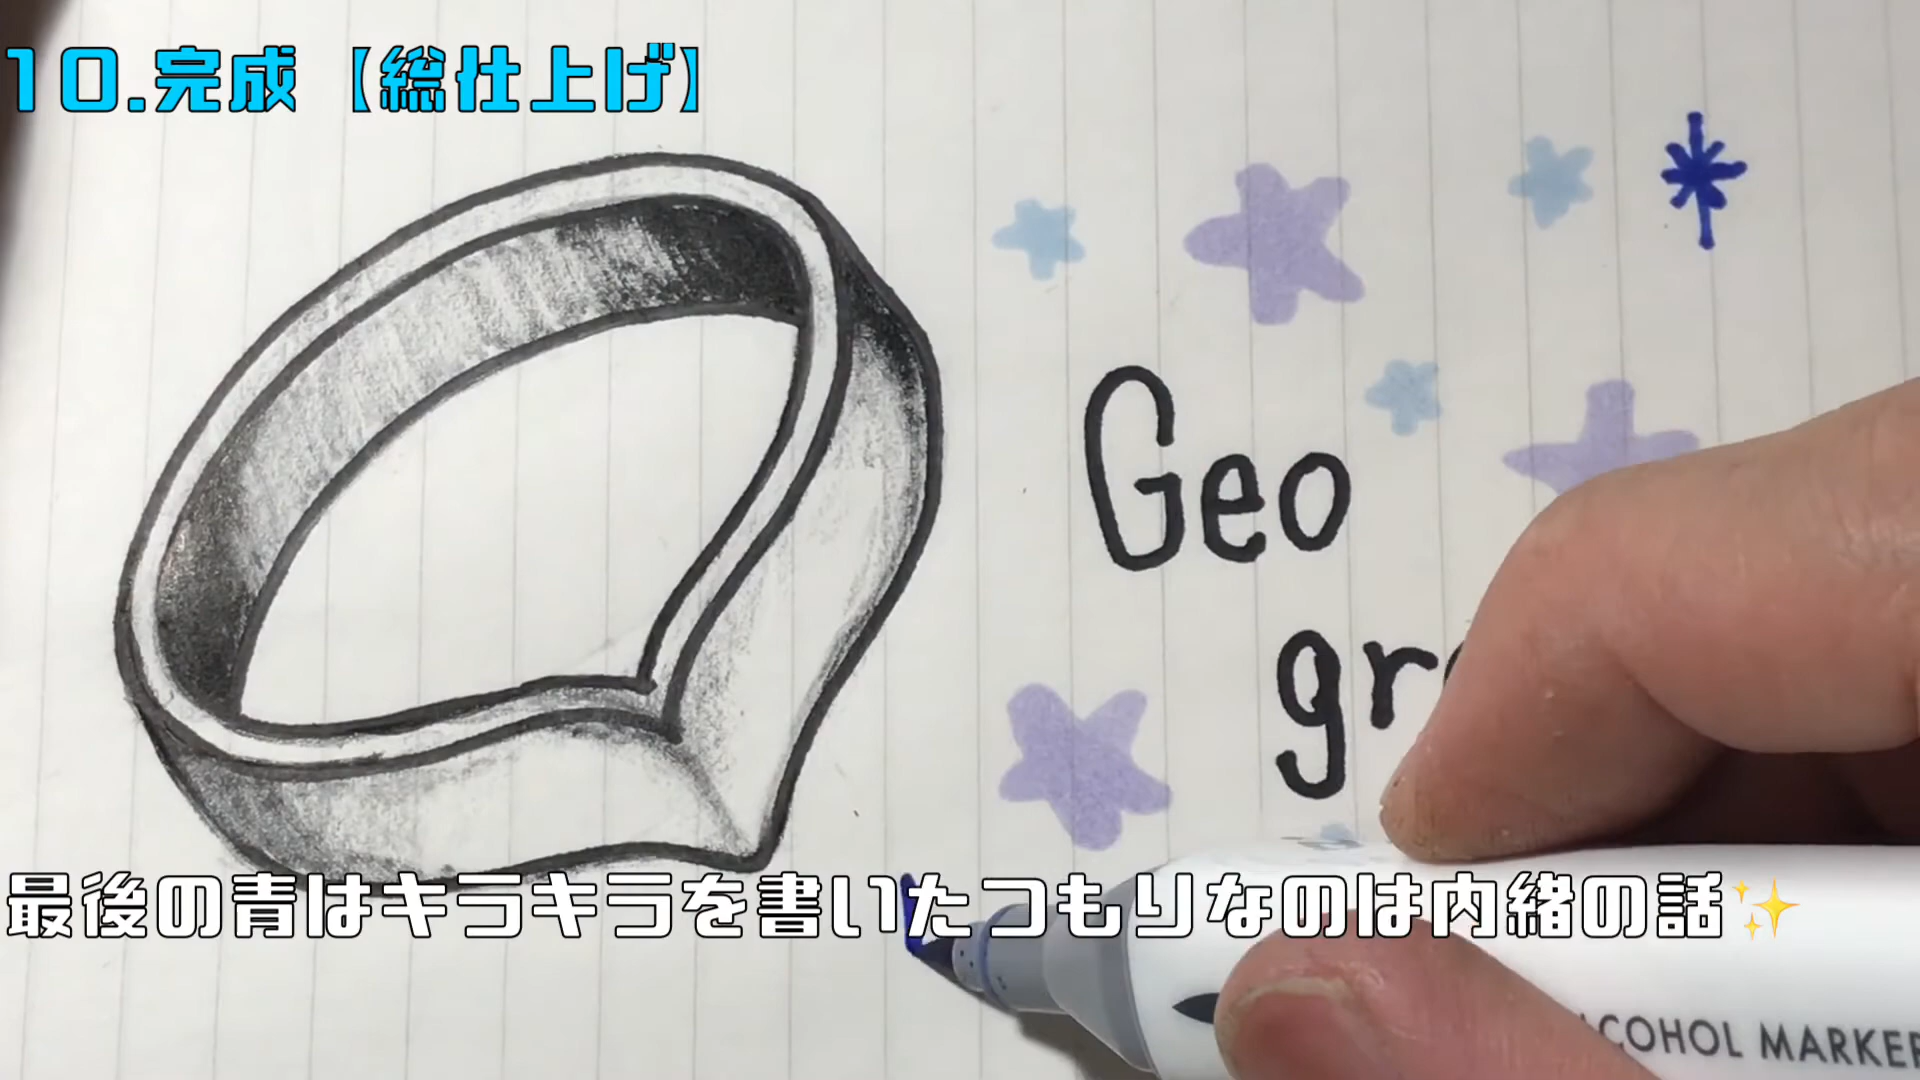 10.完成【総仕上げ】
Geo
gr
最後の青はキラキラを書いたつもりなのは内緒の話✨
COHOL MARKER